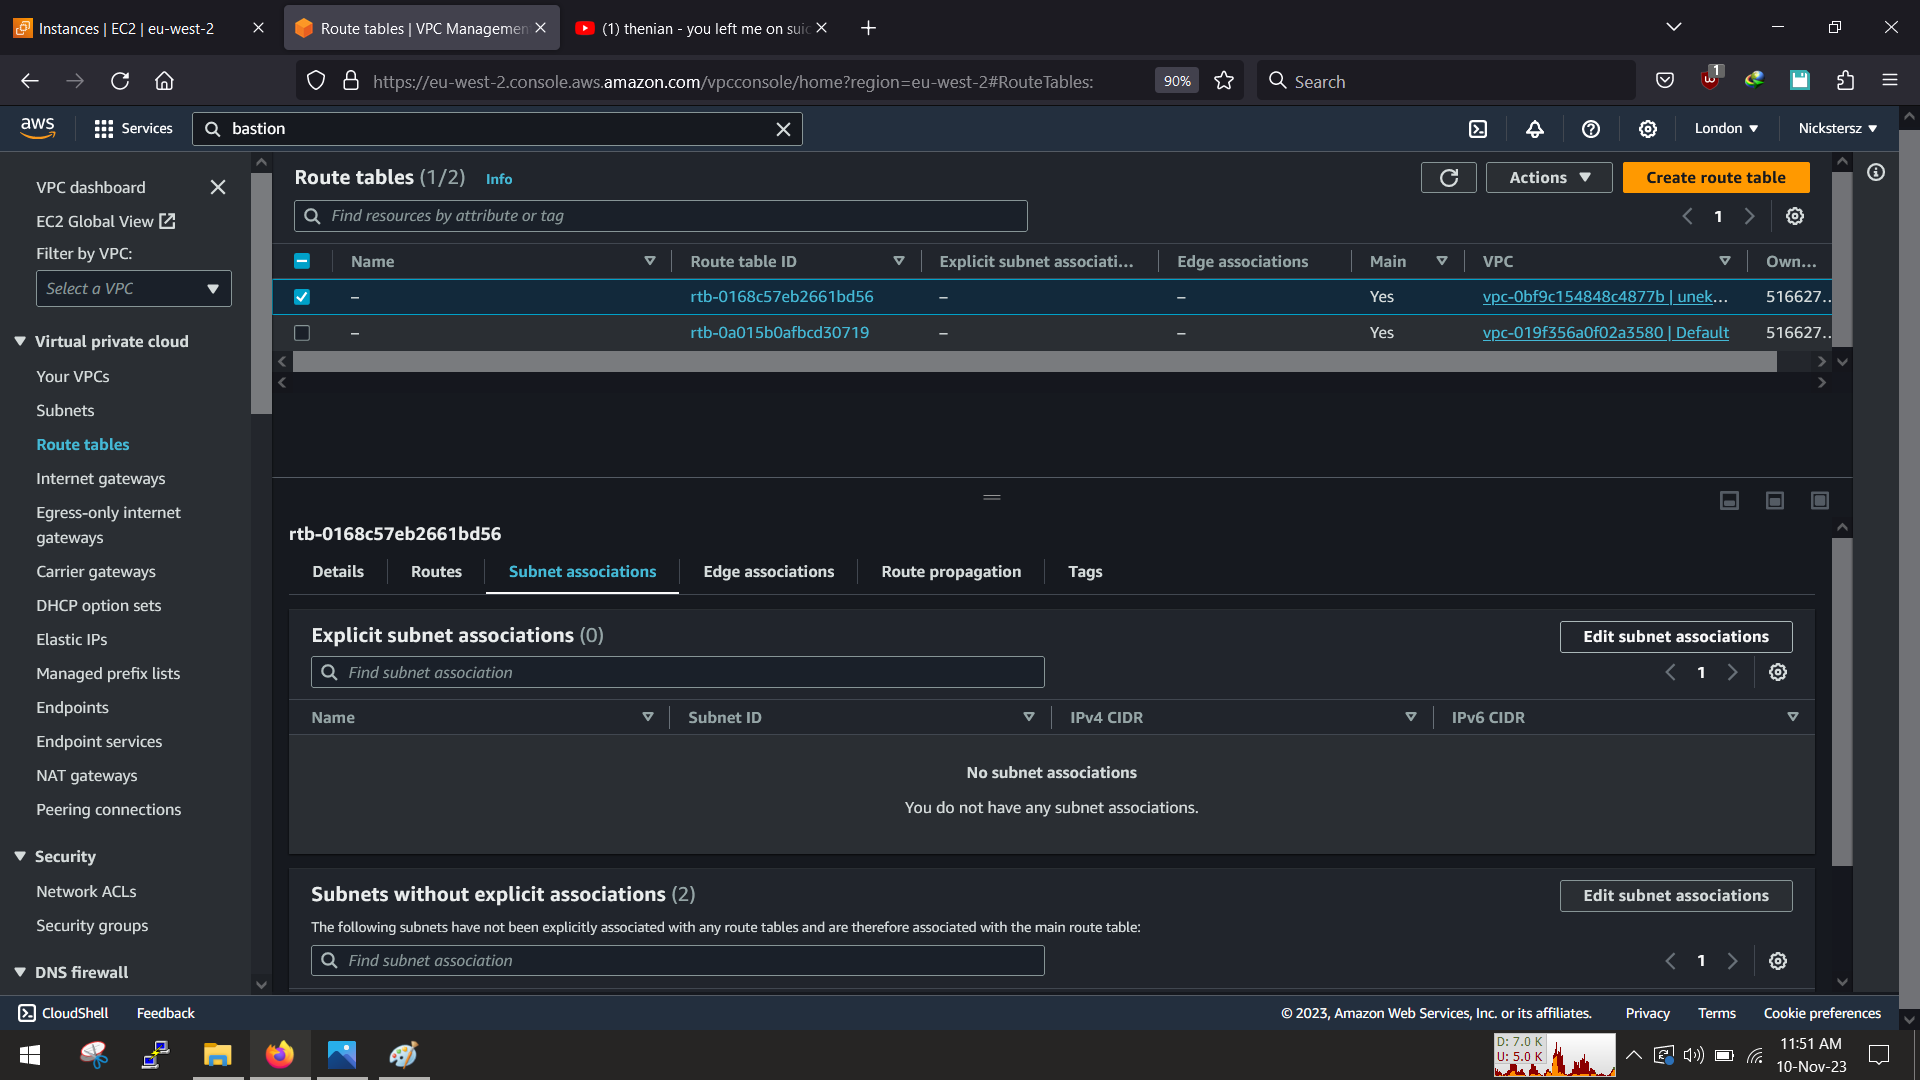 Instances | EC2 | eu-west-2
Route tables | VPC Managemen
(1) thenian - you left me on suic
https://eu-west-2.console.aws.amazon.com/vpcconsole/home?region=eu-west-2#RouteTables:
90%
Search
1
aws
Services
bastion
London
Nickstersz
VPC dashboard
EC2 Global View
Filter by VPC:
Select a VPC
Virtual private cloud
Your VPCs
Subnets
Route tables
Internet gateways
Egress-only internet
gateways
Carrier gateways
DHCP option sets
Elastic IPs
Managed prefix lists
Endpoints
Endpoint services
NAT gateways
Peering connections
Security
Network ACLs
Security groups
DNS firewall
Route tables (1/2) Info
Actions
Create route table
Find resources by attribute or tag
1
Name Route table ID Explicit subnet associati... Edge associations Main VPC Own...
– rtb-0168c57eb2661bd56 – – Yes vpc-0bf9c154848c4877b | unek... 516627...
– rtb-0a015b0afbcd30719 – – Yes vpc-019f356a0f02a3580 | Default 516627...
rtb-0168c57eb2661bd56
Details Routes Subnet associations Edge associations Route propagation Tags
Explicit subnet associations (0)
Edit subnet associations
Find subnet association
1
Name Subnet ID IPv4 CIDR IPv6 CIDR
No subnet associations
You do not have any subnet associations.
Subnets without explicit associations (2)
Edit subnet associations
The following subnets have not been explicitly associated with any route tables and are therefore associated with the main route table:
Find subnet association
1
CloudShell Feedback
© 2023, Amazon Web Services, Inc. or its affiliates. Privacy Terms Cookie preferences
D: 7.0 K
U: 5.0 K
11:51 AM
10-Nov-23